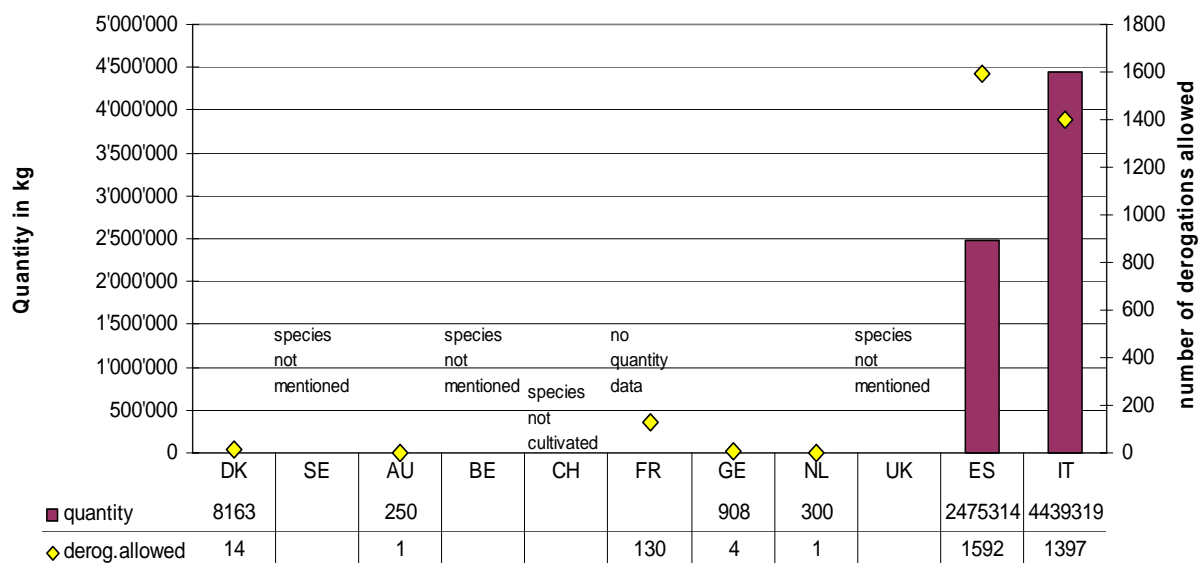 5'000'000
4'500'000
4'000'000
3'500'000
3'000'000
2'500'000
2'000'000
1'500'000
1'000'000
500'000
0
Quantity in kg
1800
1600
1400
1200
1000
800
600
400
200
0
number of derogations allowed
species
not
mentioned
species
not
mentioned
species
not
cultivated
no
quantity
data
species
not
mentioned
DK SE AU BE CH FR GE NL UK ES IT
quantity 8163 250 908 300 2475314 4439319
derog.allowed 14 1 130 4 1 1592 1397